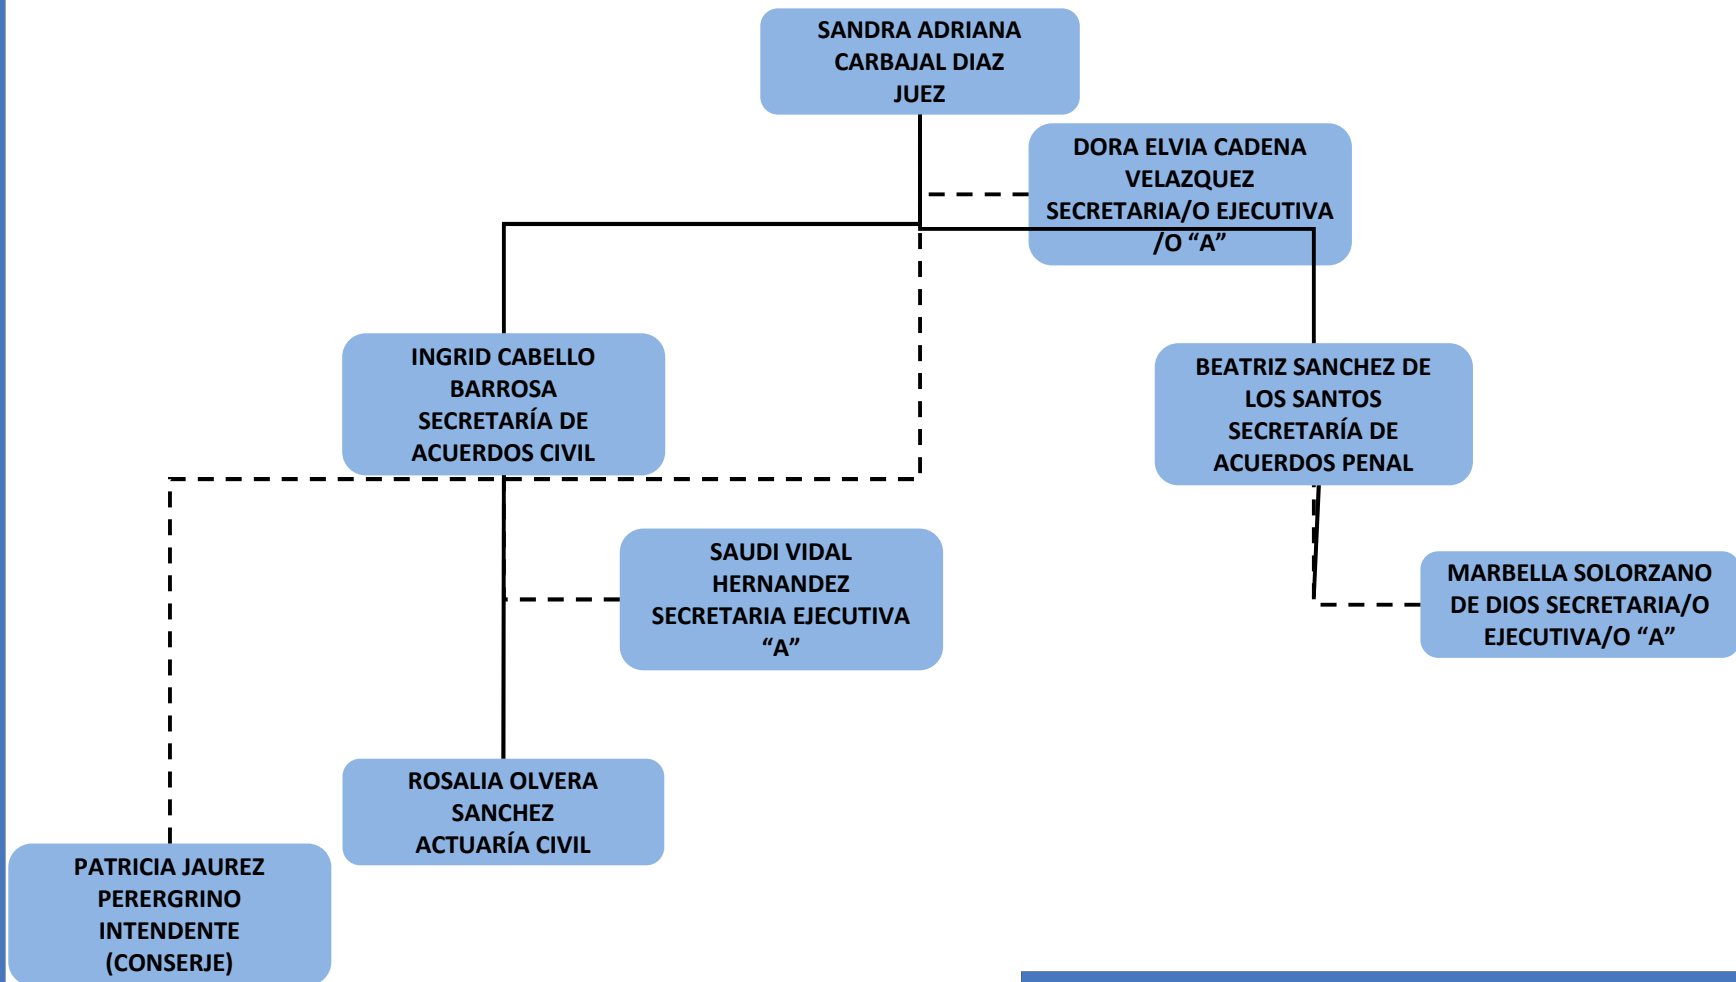 SANDRA ADRIANA
CARBAJAL DIAZ
JUEZ
DORA ELVIA CADENA
VELAZQUEZ
SECRETARIA/O EJECUTIVA
/O “A”
INGRID CABELLO
BARROSA
SECRETARÍA DE
ACUERDOS CIVIL
BEATRIZ SANCHEZ DE
LOS SANTOS
SECRETARÍA DE
ACUERDOS PENAL
SAUDI VIDAL
HERNANDEZ
SECRETARIA EJECUTIVA
“A”
MARBELLA SOLORZANO
DE DIOS SECRETARIA/O
EJECUTIVA/O “A”
ROSALIA OLVERA
SANCHEZ
ACTUARÍA CIVIL
PATRICIA JAUREZ
PERERGRINO
INTENDENTE
(CONSERJE)